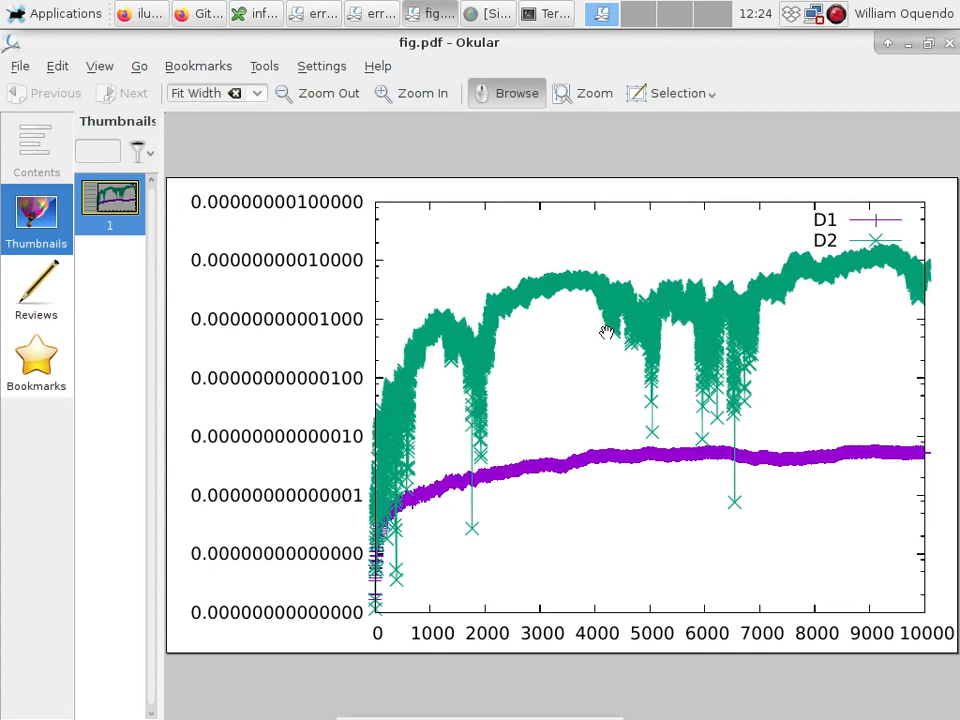 Applications ilu... Git... inf... err... err... fig.... [Si... Ter... 12:24 William Oquendo
fig.pdf – Okular
File Edit View Go Bookmarks Tools Settings Help
Previous Next Fit Width Zoom Out Zoom In Browse Zoom Selection
Contents
Thumbnails
Reviews
Bookmarks
Thumbnails
1
0.00000000100000
0.00000000010000
0.00000000001000
0.00000000000100
0.00000000000010
0.00000000000001
0.00000000000000
0.00000000000000
D1
D2
0 1000 2000 3000 4000 5000 6000 7000 8000 9000 10000